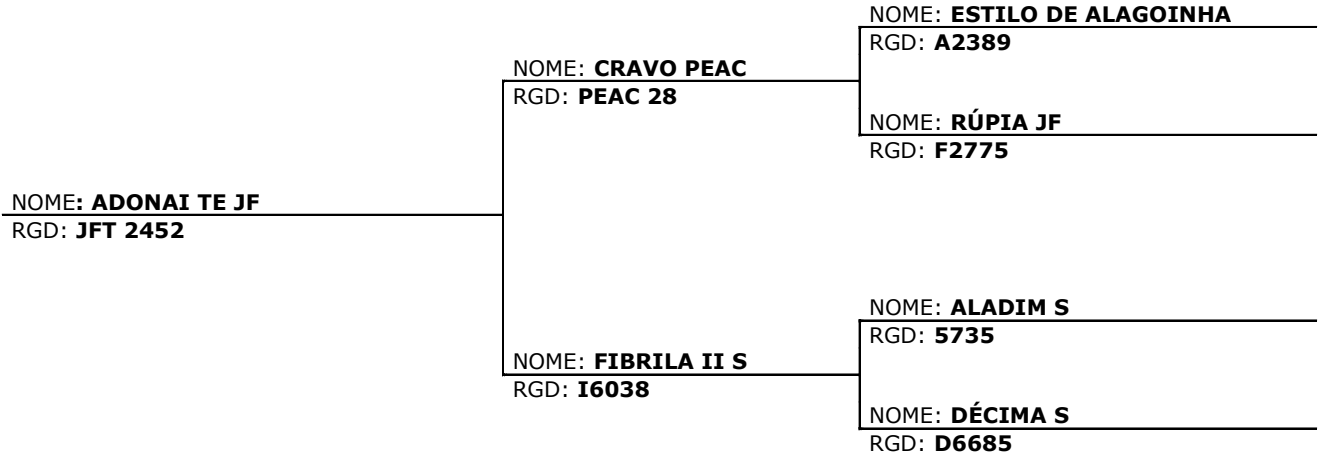 NOME: ESTILO DE ALAGOINHA
RGD: A2389
NOME: CRAVO PEAC
RGD: PEAC 28
NOME: RÚPIA JF
RGD: F2775
NOME: ADONAI TE JF
RGD: JFT 2452
NOME: ALADIM S
RGD: 5735
NOME: FIBRILA II S
RGD: I6038
NOME: DÉCIMA S
RGD: D6685